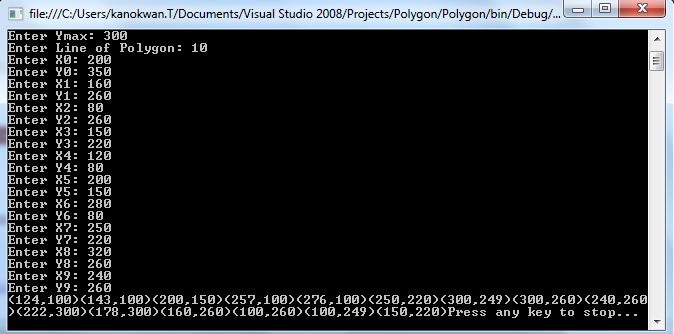 file:///C:/Users/kanokwan.T/Documents/Visual Studio 2008/Projects/Polygon/Polygon/bin/Debug/...
Enter Ymax: 300
Enter Line of Polygon: 10
Enter X0: 200
Enter Y0: 350
Enter X1: 160
Enter Y1: 260
Enter X2: 80
Enter Y2: 260
Enter X3: 150
Enter Y3: 220
Enter X4: 120
Enter Y4: 80
Enter X5: 200
Enter Y5: 150
Enter X6: 280
Enter Y6: 80
Enter X7: 250
Enter Y7: 220
Enter X8: 320
Enter Y8: 260
Enter X9: 240
Enter Y9: 260
(124,100)(143,100)(200,150)(257,100)(276,100)(250,220)(300,249)(300,260)(240,260
)(222,300)(178,300)(160,260)(100,260)(100,249)(150,220)Press any key to stop...